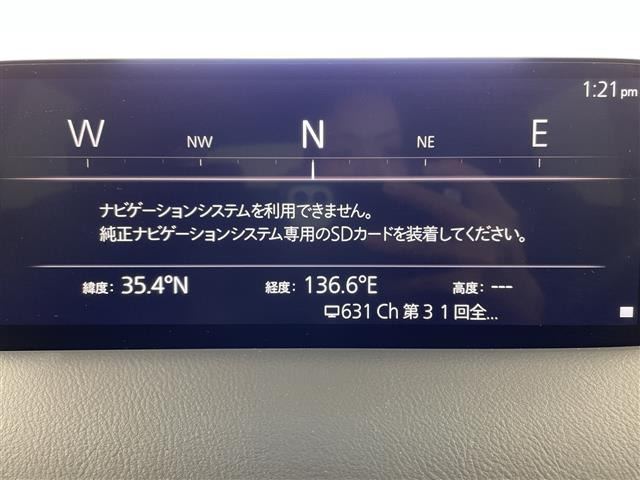 1:21 pm
W NW N NE E
ナビゲーションシステムを利用できません。
純正ナビゲーションシステム専用のSDカードを装着してください。
緯度: 35.4°N 経度: 136.6°E 高度: ---
631 Ch 第３１回全...